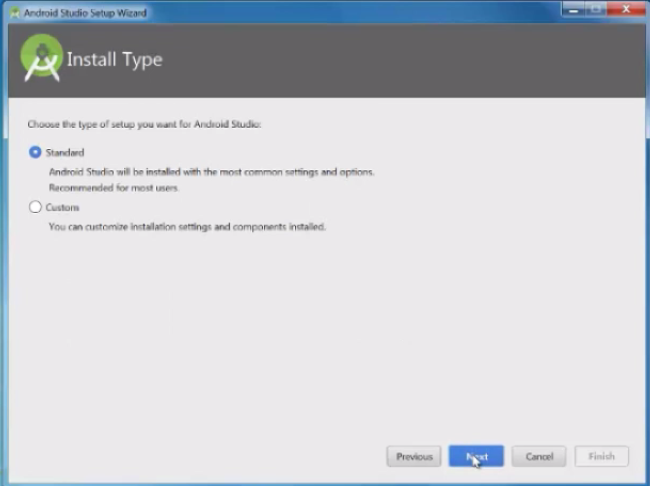 Android Studio Setup Wizard
Install Type
Choose the type of setup you want for Android Studio:
Standard
Android Studio will be installed with the most common settings and options.
Recommended for most users.
Custom
You can customize installation settings and components installed.
Previous Next Cancel Finish